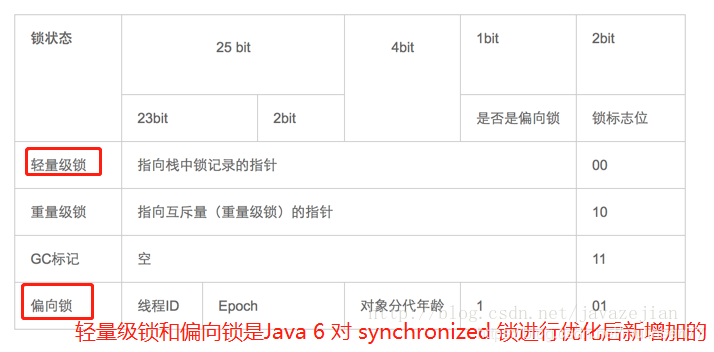 锁状态 25 bit 4bit 1bit 2bit
23bit 2bit 是否是偏向锁 锁标志位
轻量级锁 指向栈中锁记录的指针 00
重量级锁 指向互斥量（重量级锁）的指针 10
GC标记 空 11
偏向锁 线程ID Epoch 对象分代年龄 1 01
http://blog.csdn.net/javazejian
轻量级锁和偏向锁是Java 6 对 synchronized 锁进行优化后新增加的